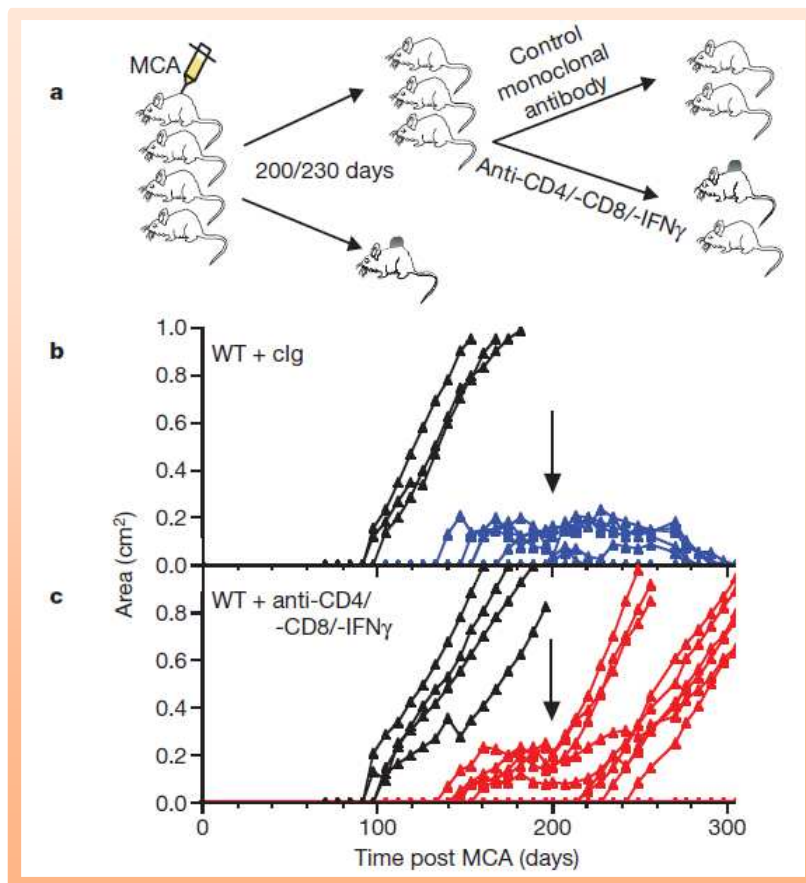 a
MCA
200/230 days
Control
monoclonal
antibody
Anti-CD4/-CD8/-IFNγ
b
WT + cIg
1.0
0.8
0.6
0.4
0.2
0.0
c
WT + anti-CD4/
-CD8/-IFNγ
0.8
0.6
0.4
0.2
0.0
Area (cm²)
0 100 200 300
Time post MCA (days)